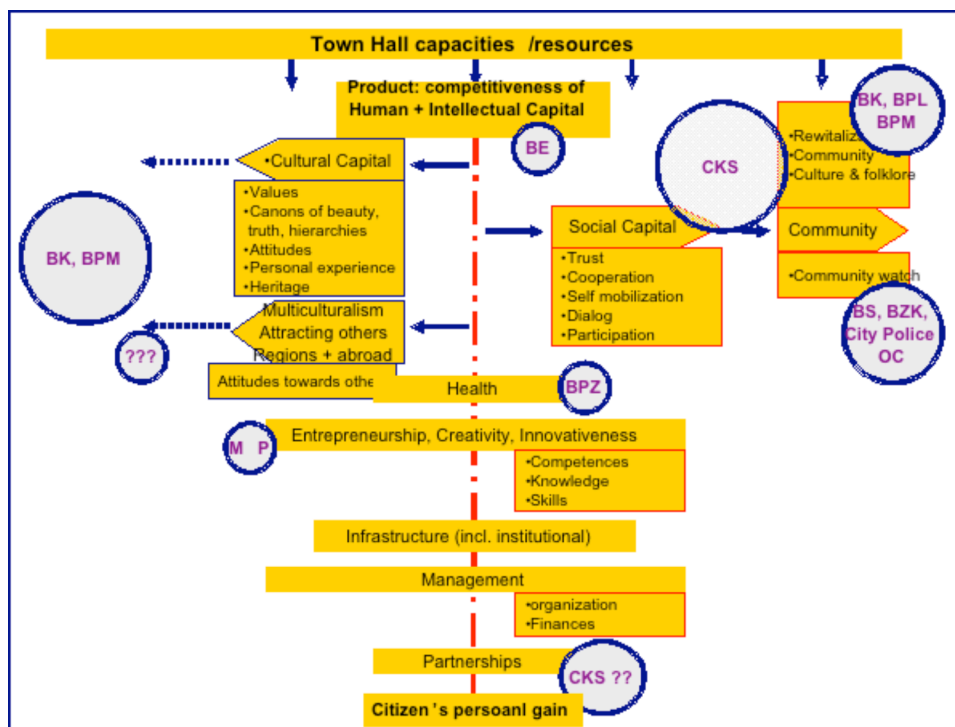 Town Hall capacities /resources
Product: competitiveness of
Human + Intellectual Capital
BE
BK, BPL
BPM
•Cultural Capital
•Values
•Canons of beauty,
truth, hierarchies
•Attitudes
•Personal experience
•Heritage
BK, BPM
CKS
•Community
•Culture & folklore
Social Capital
•Trust
•Cooperation
•Self mobilization
•Dialog
•Participation
Community
•Community watch
BS, BZK,
City Police
OC
Multiculturalism
Attracting others
Regions + abroad
???
Attitudes towards
Health
BPZ
M P
Entrepreneurship, Creativity, Innovativeness
•Competences
•Knowledge
•Skills
Infrastructure (incl. institutional)
Management
•organization
•Finances
Partnerships
CKS ??
Citizen's persoanl gain